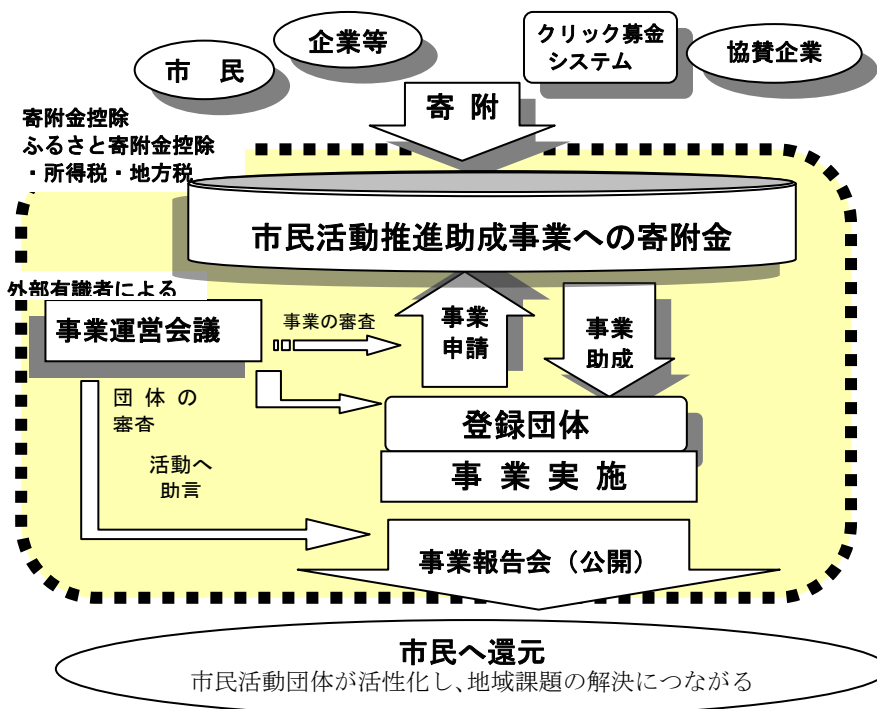 市　民
企業等
クリック募金
システム
協賛企業
寄 附
寄附金控除
ふるさと寄附金控除
・所得税・地方税
市民活動推進助成事業への寄附金
外部有識者による
事業運営会議
事業の審査
事業
申請
事業
助成
団 体 の
審査
登録団体
事 業 実 施
活動へ
助言
事業報告会（公開）
市民へ還元
市民活動団体が活性化し、地域課題の解決につながる